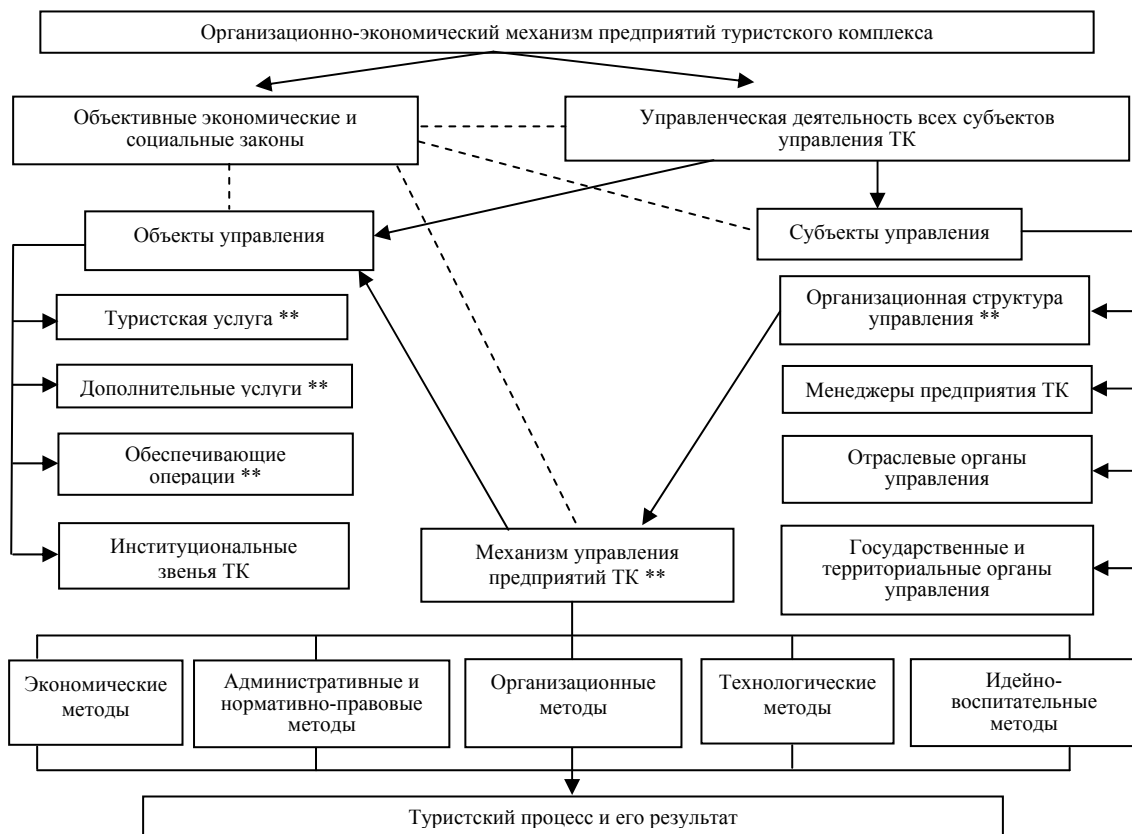 Организационно-экономический механизм предприятий туристского комплекса
Объективные экономические и
социальные законы
Управленческая деятельность всех субъектов
управления ТК
Объекты управления
Субъекты управления
Туристская услуга **
Дополнительные услуги **
Обеспечивающие
операции **
Институциональные
звенья ТК
Организационная структура
управления **
Менеджеры предприятия ТК
Отраслевые органы
управления
Государственные и
территориальные органы
управления
Механизм управления
предприятий ТК **
Экономические
методы
Административные и
нормативно-правовые
методы
Организационные
методы
Технологические
методы
Идейно-
воспитательные
методы
Туристский процесс и его результат